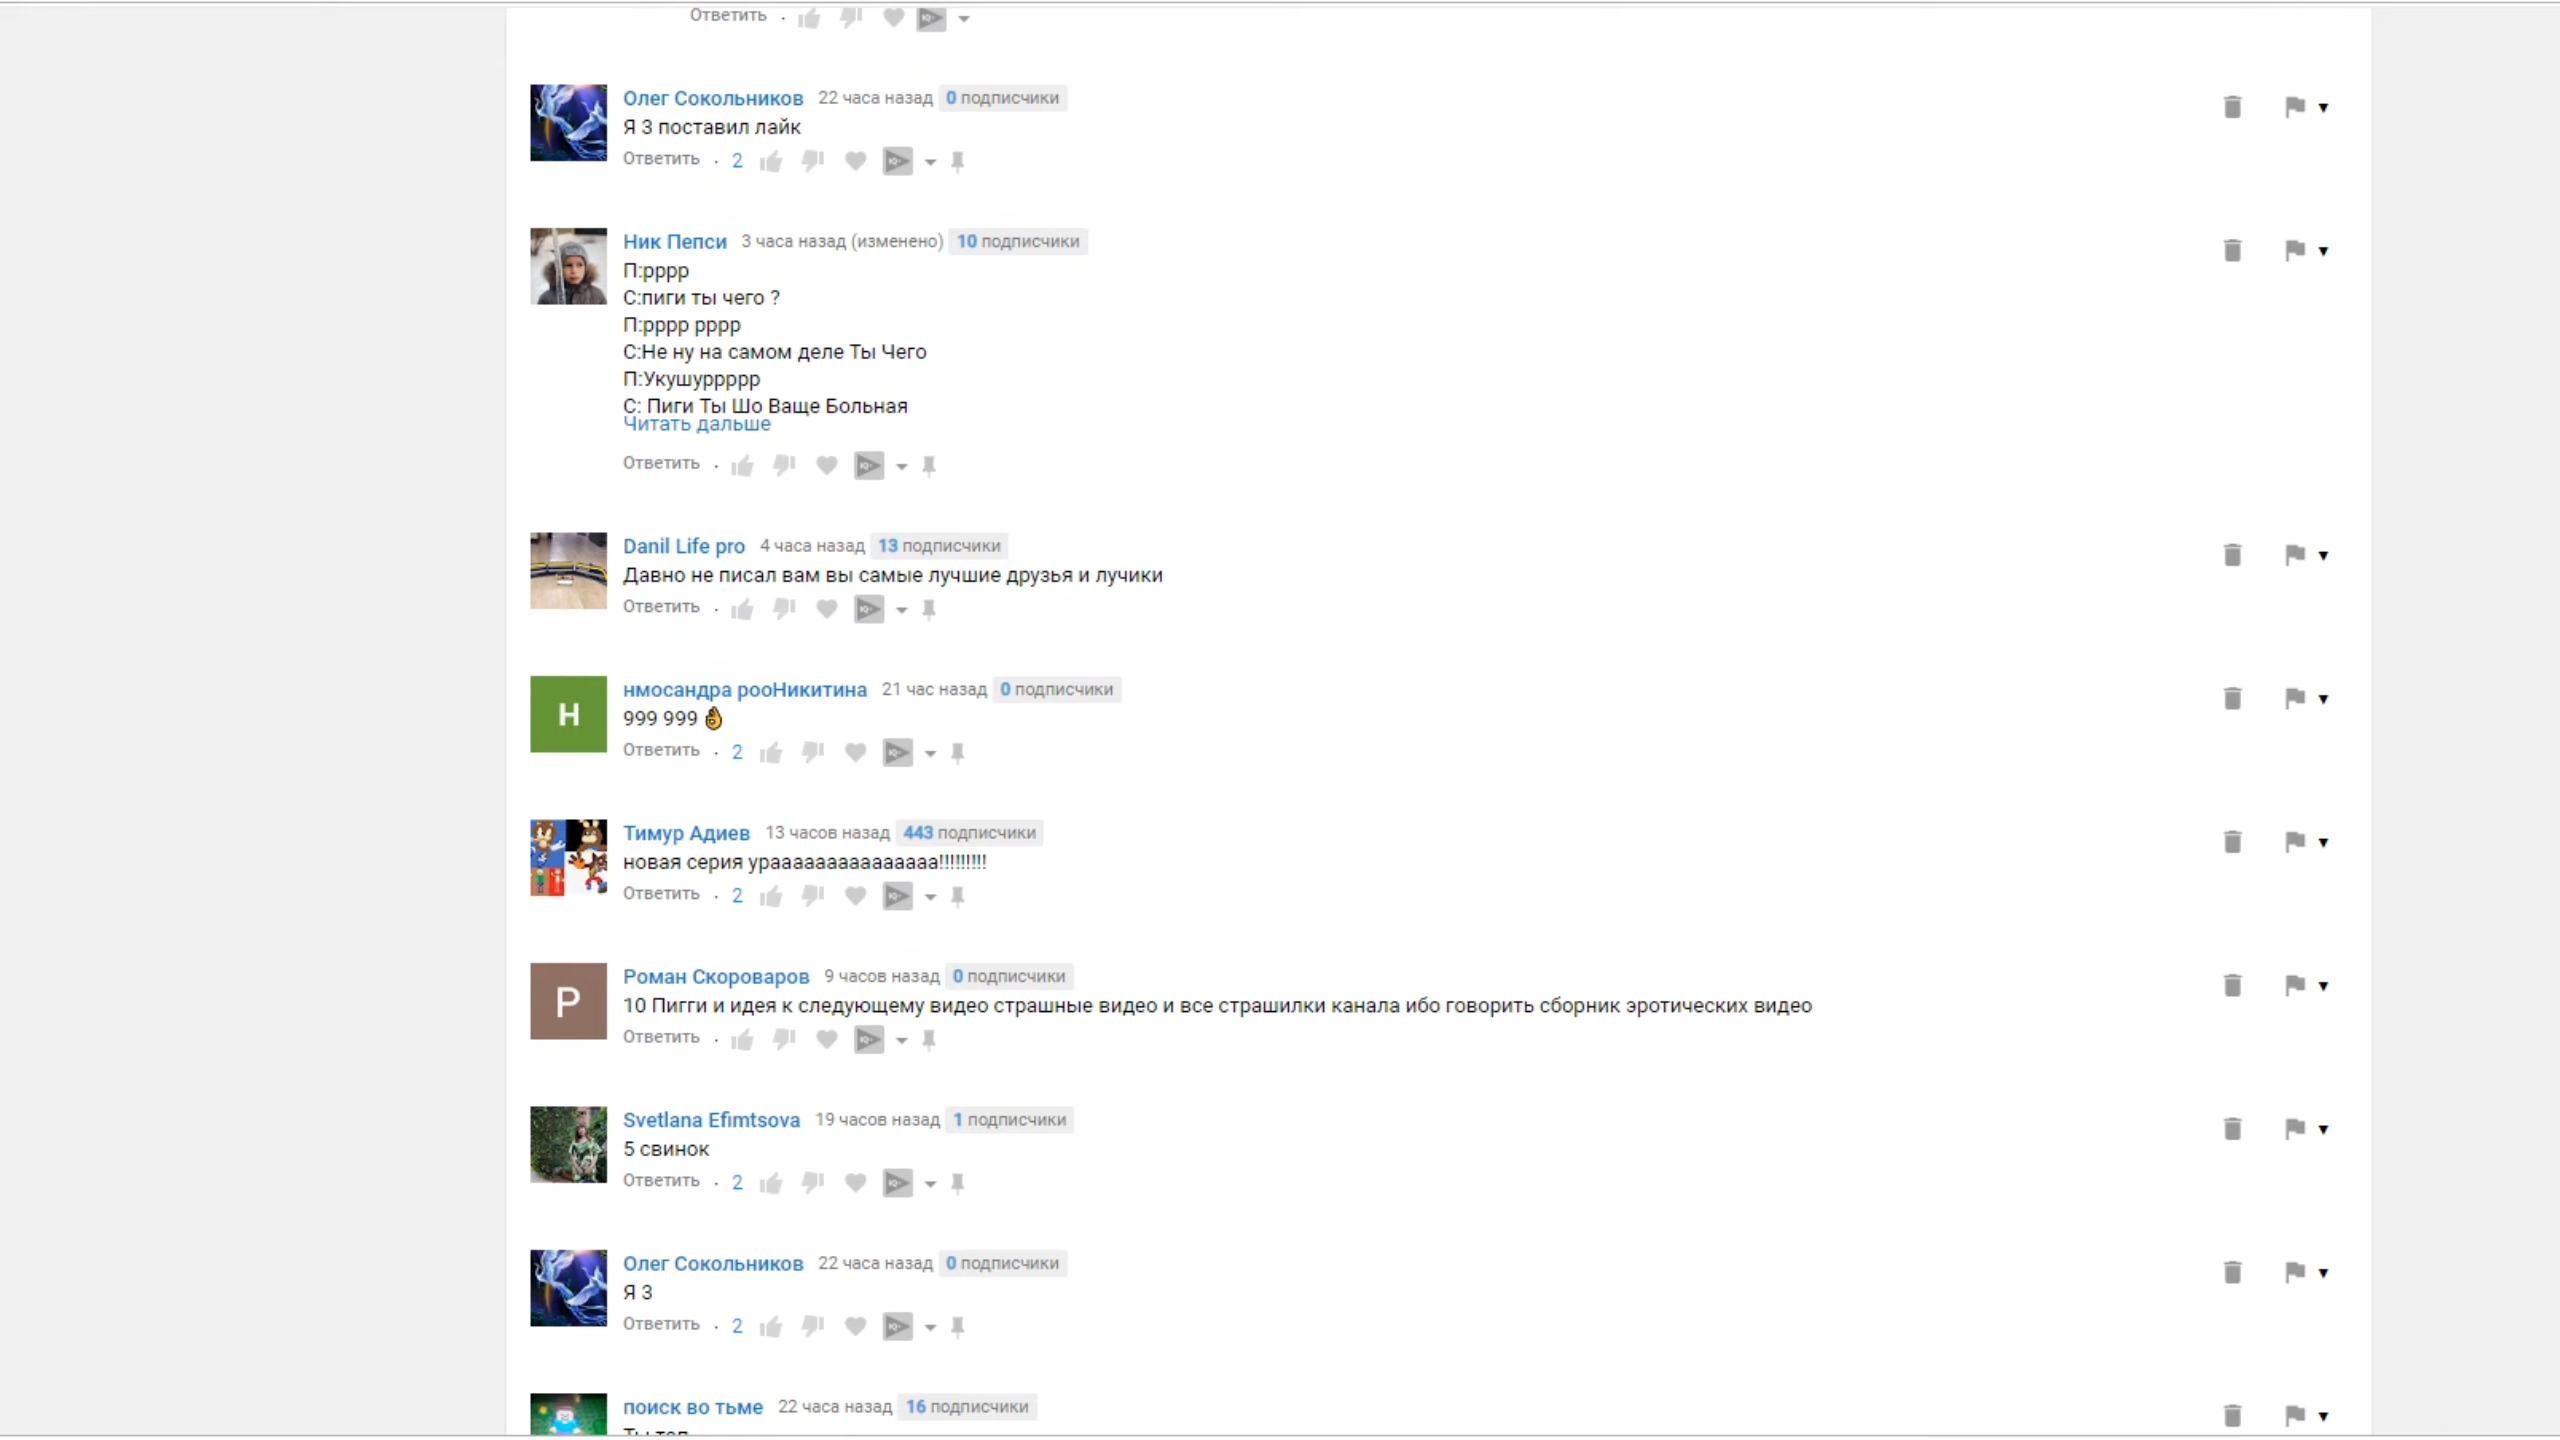 Ответить ·
Олег Сокольников 22 часа назад 0 подписчики
Я 3 поставил лайк
Ответить · 2
Ник Пепси 3 часа назад (изменено) 10 подписчики
П:рррр
С:пиги ты чего ?
П:рррр рррр
С:Не ну на самом деле Ты Чего
П:Укушуррррр
С: Пиги Ты Шо Ваще Больная
Читать дальше
Ответить ·
Danil Life pro 4 часа назад 13 подписчики
Давно не писал вам вы самые лучшие друзья и лучики
Ответить ·
Н
нмосандра рооНикитина 21 час назад 0 подписчики
999 999 👌
Ответить · 2
Тимур Адиев 13 часов назад 443 подписчики
новая серия урааааааааааааааа!!!!!!!!!
Ответить · 2
Р
Роман Скороваров 9 часов назад 0 подписчики
10 Пигги и идея к следующему видео страшные видео и все страшилки канала ибо говорить сборник эротических видео
Ответить ·
Svetlana Efimtsova 19 часов назад 1 подписчики
5 свинок
Ответить · 2
Олег Сокольников 22 часа назад 0 подписчики
Я 3
Ответить · 2
поиск во тьме 22 часа назад 16 подписчики